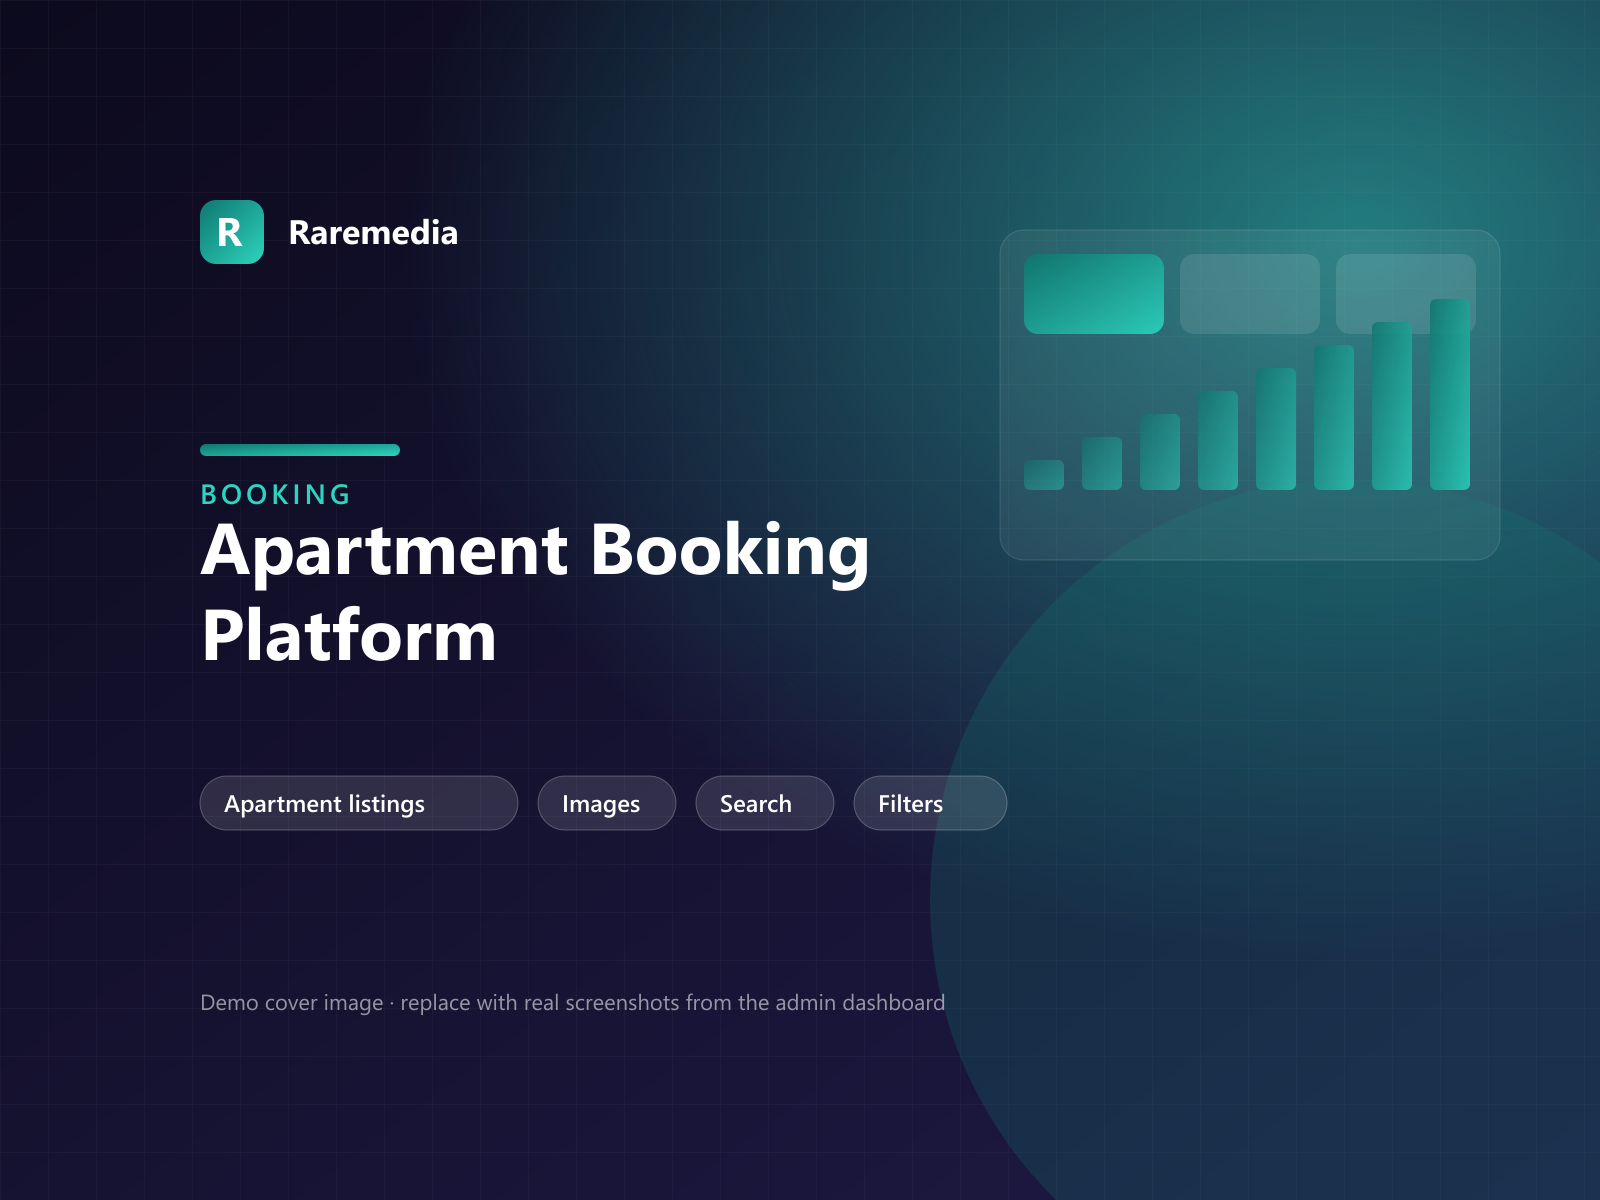 R
Raremedia
BOOKING
Apartment Booking
Platform
Apartment listings
Images
Search
Filters
Demo cover image · replace with real screenshots from the admin dashboard